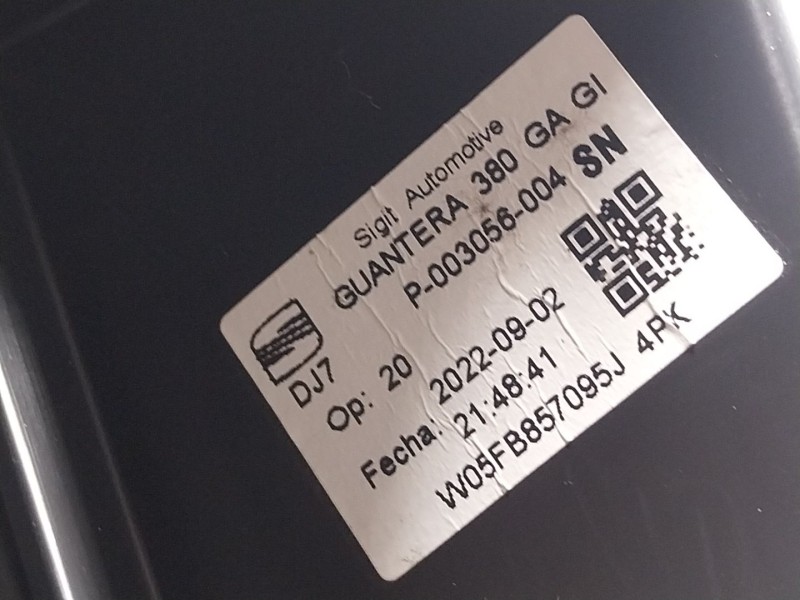 Sigit Automotive
GUANTERA 380 GA GI
P-003056-004 SN
DJ7
Op: 20
2022-09-02
Fecha: 21:48:41
W05FB857095J 4PK